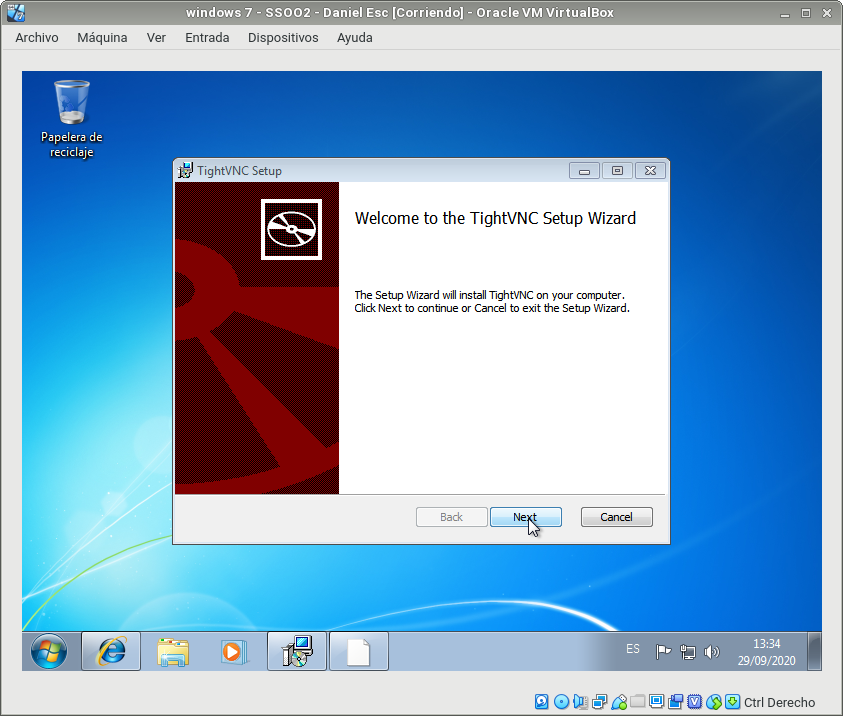 windows 7 - SSOO2 - Daniel Esc [Corriendo] - Oracle VM VirtualBox
Archivo Máquina Ver Entrada Dispositivos Ayuda
Papelera de
reciclaje
TightVNC Setup
Welcome to the TightVNC Setup Wizard
The Setup Wizard will install TightVNC on your computer.
Click Next to continue or Cancel to exit the Setup Wizard.
Back Next Cancel
ES
13:34
29/09/2020
Ctrl Derecho